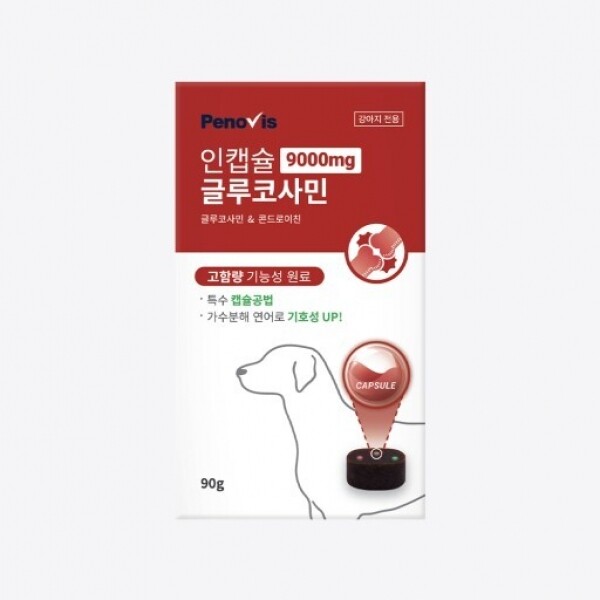 Penovis
강아지 전용
인캡슐 9000mg
글루코사민
글루코사민 & 콘드로이친
고함량 기능성 원료
· 특수 캡슐공법
· 가수분해 연어로 기호성 UP!
CAPSULE
90g